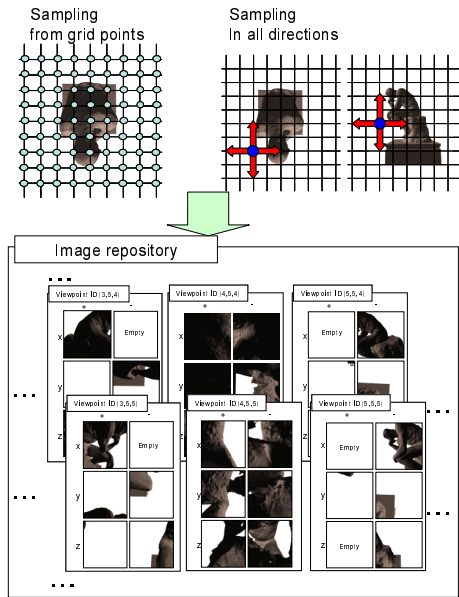 Sampling
from grid points
Sampling
In all directions
Image repository
Viewpoint ID(3,5,4)
Viewpoint ID(4,5,4)
Viewpoint ID(5,5,4)
+ -
x
Empty
x
Empty
y
y
z
z
Viewpoint ID(3,5,5)
Viewpoint ID(4,5,5)
Viewpoint ID(5,5,5)
x
Empty
x
x
Empty
y
y
y
z
z
z
Empty